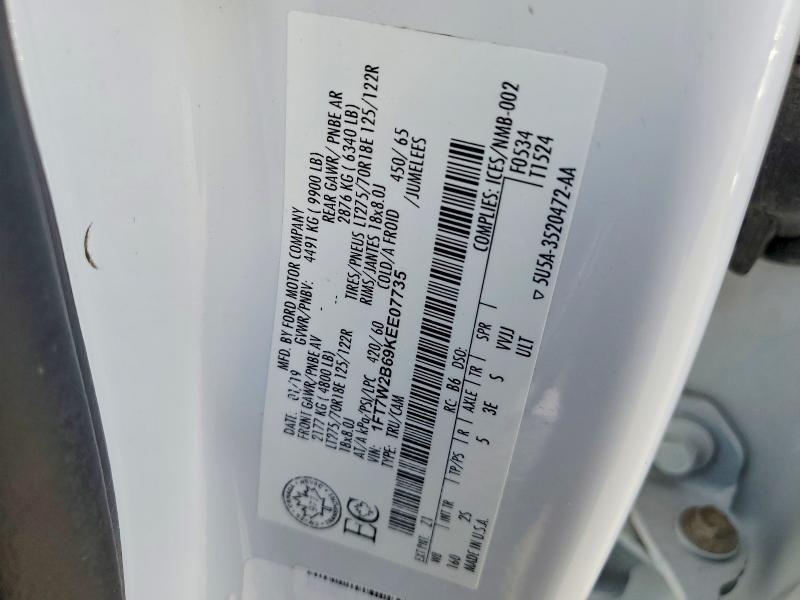 MFD. BY FORD MOTOR COMPANY
DATE: 01/19 GVWR/PNBV: 4491 KG ( 9900 LB)
FRONT GAWR/ PNBE AV REAR GAWR/ PNBE AR
2177 KG ( 4800 LB) 2876 KG ( 6340 LB)
LT275/70R18E 125/122R TIRES/PNEUS LT275/70R18E 125/122R
18x8.0J RIMS/JANTES 18x8.0J
AT/A kPa/PSI/LPC 420/60 COLD/A FROID 450/ 65
VIN: 1FT7W2B69KEE07735 /JUMELEES
TYPE: TRU/CAM
COMPLIES: ICES/NMB-002
F0534
TT524
EC
EXT PNT: Z1 RC: B6 DSO:
WB INT TR TP/PS R AXLE TR SPR
160 2S 5 3E S VVJJ
MADE IN U.S.A. ULT
▽ 5U5A-3520472-AA